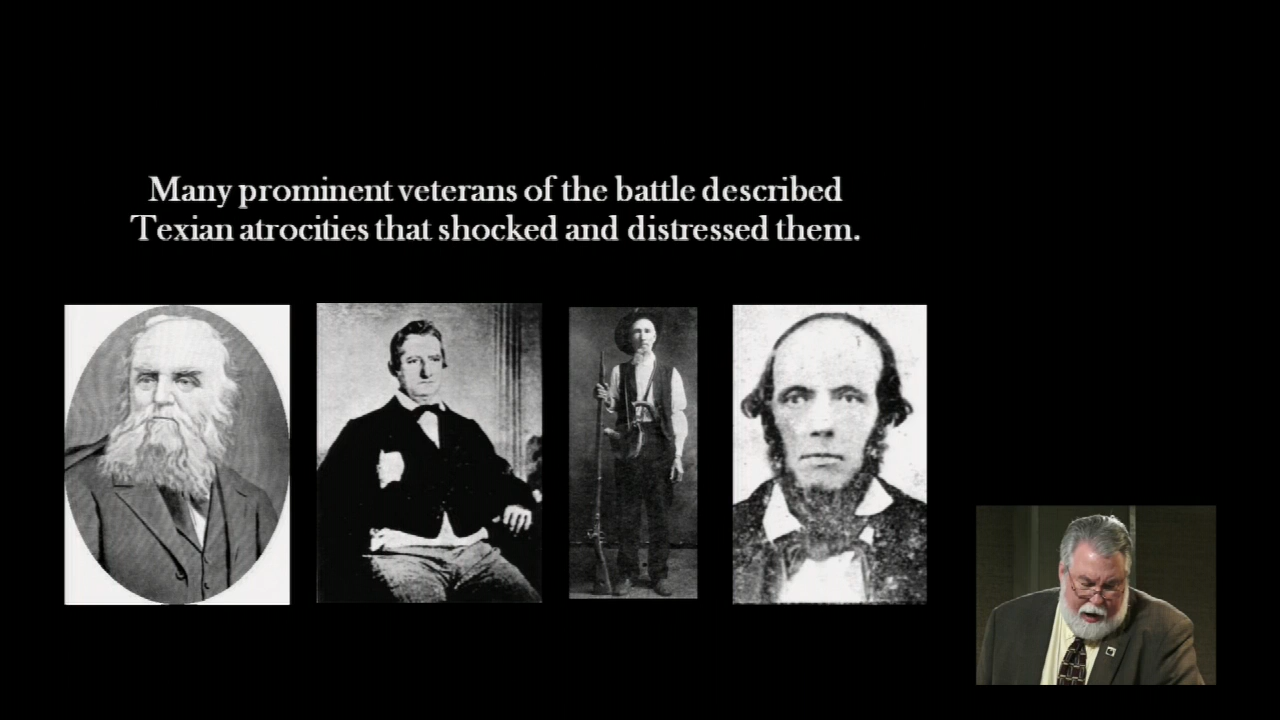 Many prominent veterans of the battle described
Texian atrocities that shocked and distressed them.